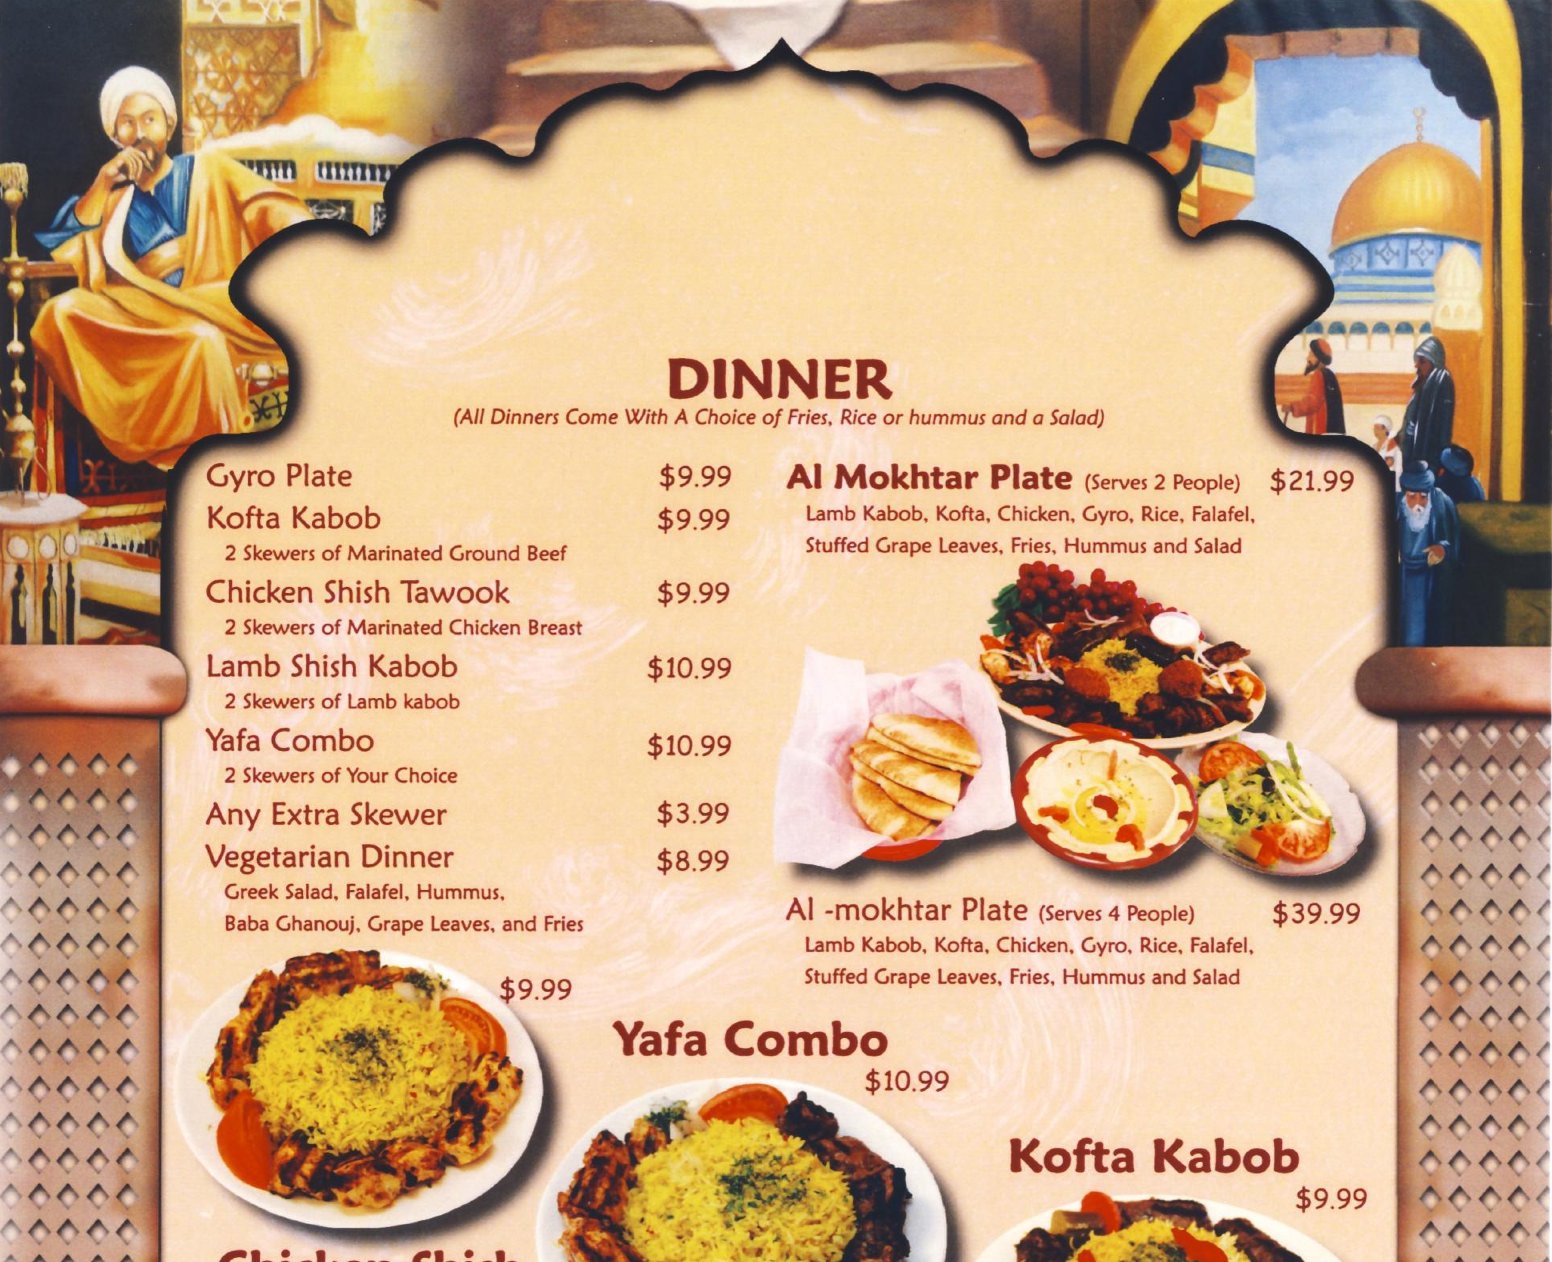 DINNER
(All Dinners Come With A Choice of Fries, Rice or hummus and a Salad)
Gyro Plate $9.99
Kofta Kabob $9.99
2 Skewers of Marinated Ground Beef
Chicken Shish Tawook $9.99
2 Skewers of Marinated Chicken Breast
Lamb Shish Kabob $10.99
2 Skewers of Lamb kabob
Yafa Combo $10.99
2 Skewers of Your Choice
Any Extra Skewer $3.99
Vegetarian Dinner $8.99
Greek Salad, Falafel, Hummus,
Baba Ghanouj, Grape Leaves, and Fries
Al Mokhtar Plate (Serves 2 People) $21.99
Lamb Kabob, Kofta, Chicken, Gyro, Rice, Falafel,
Stuffed Grape Leaves, Fries, Hummus and Salad
Al -mokhtar Plate (Serves 4 People) $39.99
Lamb Kabob, Kofta, Chicken, Gyro, Rice, Falafel,
Stuffed Grape Leaves, Fries, Hummus and Salad
$9.99
Yafa Combo
$10.99
Kofta Kabob
$9.99
Chicken Shish